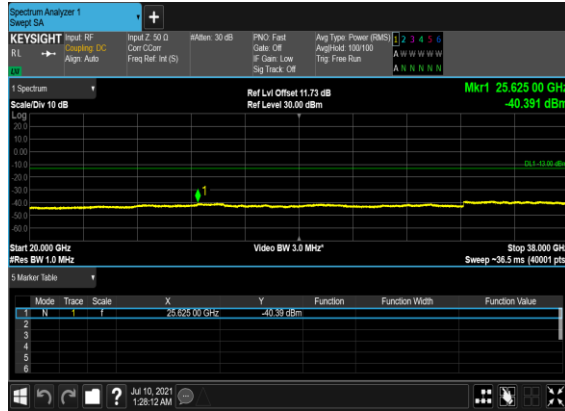 Spectrum Analyzer 1
Swept SA
+
KEYSIGHT
RL
Input: RF
Coupling: DC
Align: Auto
Input Z: 50 Ω
Corr CCorr
Freq Ref: Int (S)
#Atten: 30 dB
PNO: Fast
Gate: Off
IF Gain: Low
Sig Track: Off
Avg Type: Power (RMS)
Avg|Hold: 100/100
Trig: Free Run
1 2 3 4 5 6
A W W W W W
A N N N N N
1 Spectrum
Scale/Div 10 dB
Ref Lvl Offset 11.73 dB
Ref Level 30.00 dBm
Mkr1 25.625 00 GHz
-40.391 dBm
Log
20.0
10.0
0.00
-10.0
-20.0
-30.0
-40.0
-50.0
-60.0
DL1 -13.00 dBm
1
Start 20.000 GHz
#Res BW 1.0 MHz
Video BW 3.0 MHz*
Stop 38.000 GHz
Sweep ~36.5 ms (40001 pts)
5 Marker Table
Mode Trace Scale X Y Function Function Width Function Value
1 N 1 f 25.625 00 GHz -40.39 dBm
2
3
4
5
6
?
Jul 10, 2021
1:28:12 AM